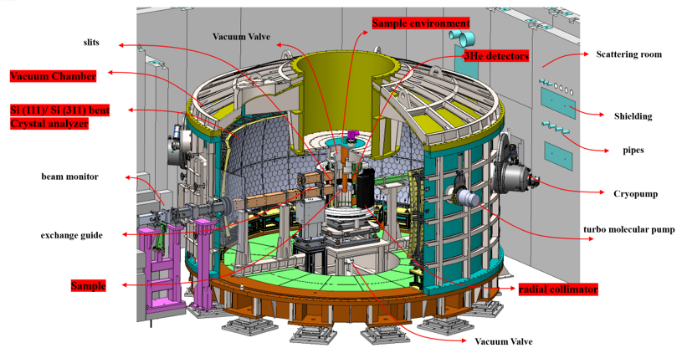 Sample environment
slits
Vacuum Valve
3He detectors
Scattering room
Vacuum Chamber
Si (111)/ Si (311) bent
Crystal analyzer
Shielding
pipes
beam monitor
Cryopump
turbo molecular pump
exchange guide
Sample
radial collimator
Vacuum Valve